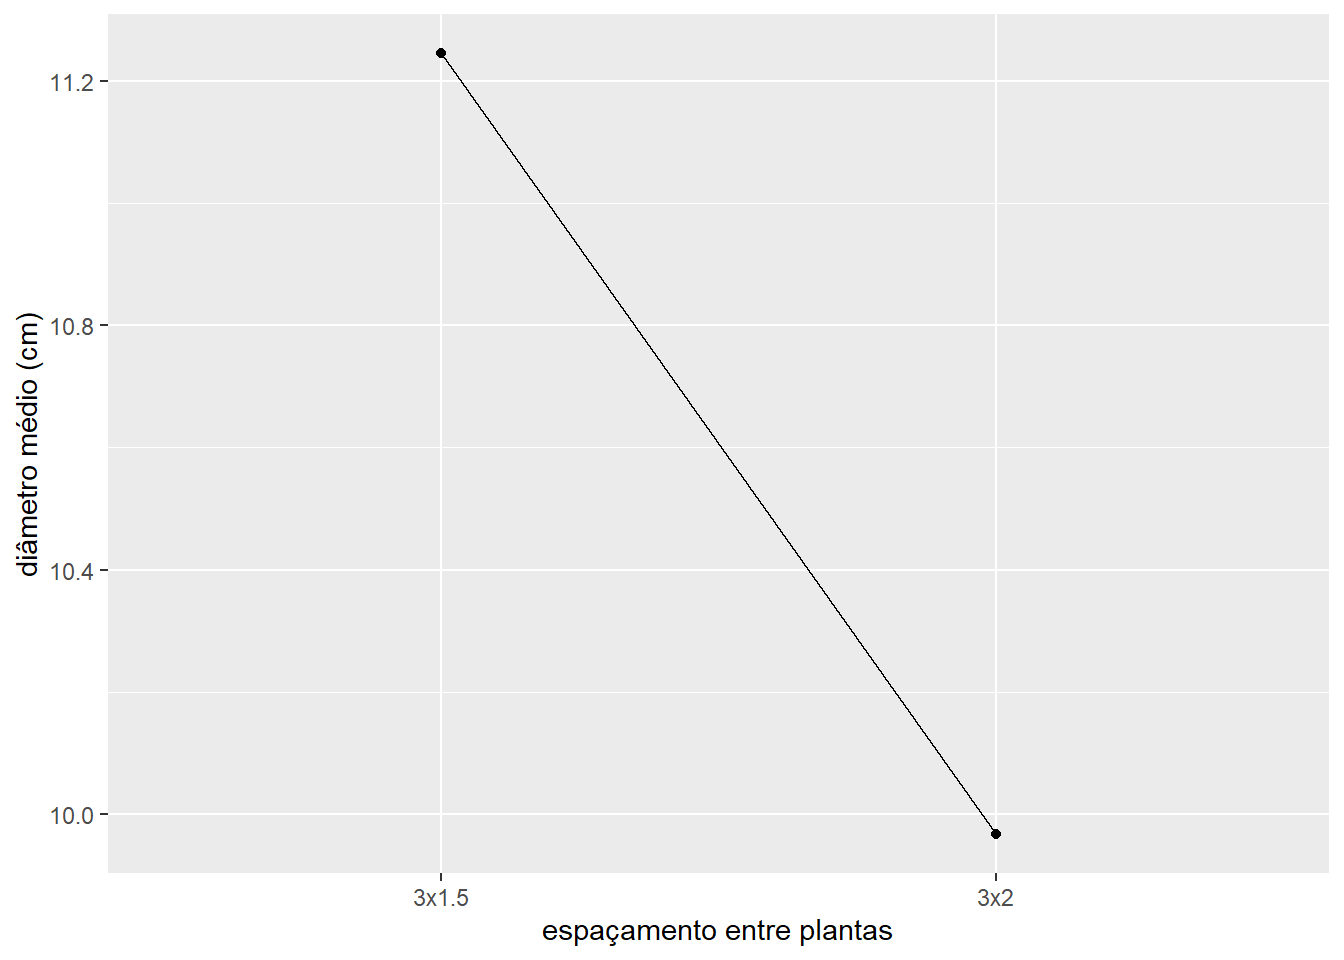 diâmetro médio (cm)
11.2
10.8
10.4
10.0
3x1.5
3x2
espaçamento entre plantas